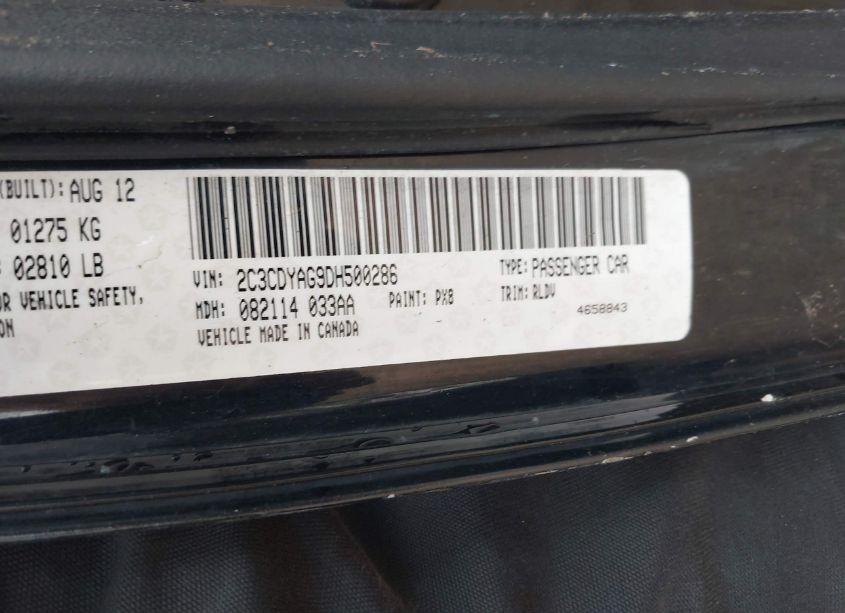 (BUILT): AUG 12
01275 KG
02810 LB
OR VEHICLE SAFETY,
ON
VIN: 2C3CDYAG9DH500286
TYPE: PASSENGER CAR
MDH: 082114 033AA
PAINT: PXB
TRIM: RLDV
VEHICLE MADE IN CANADA
4658843